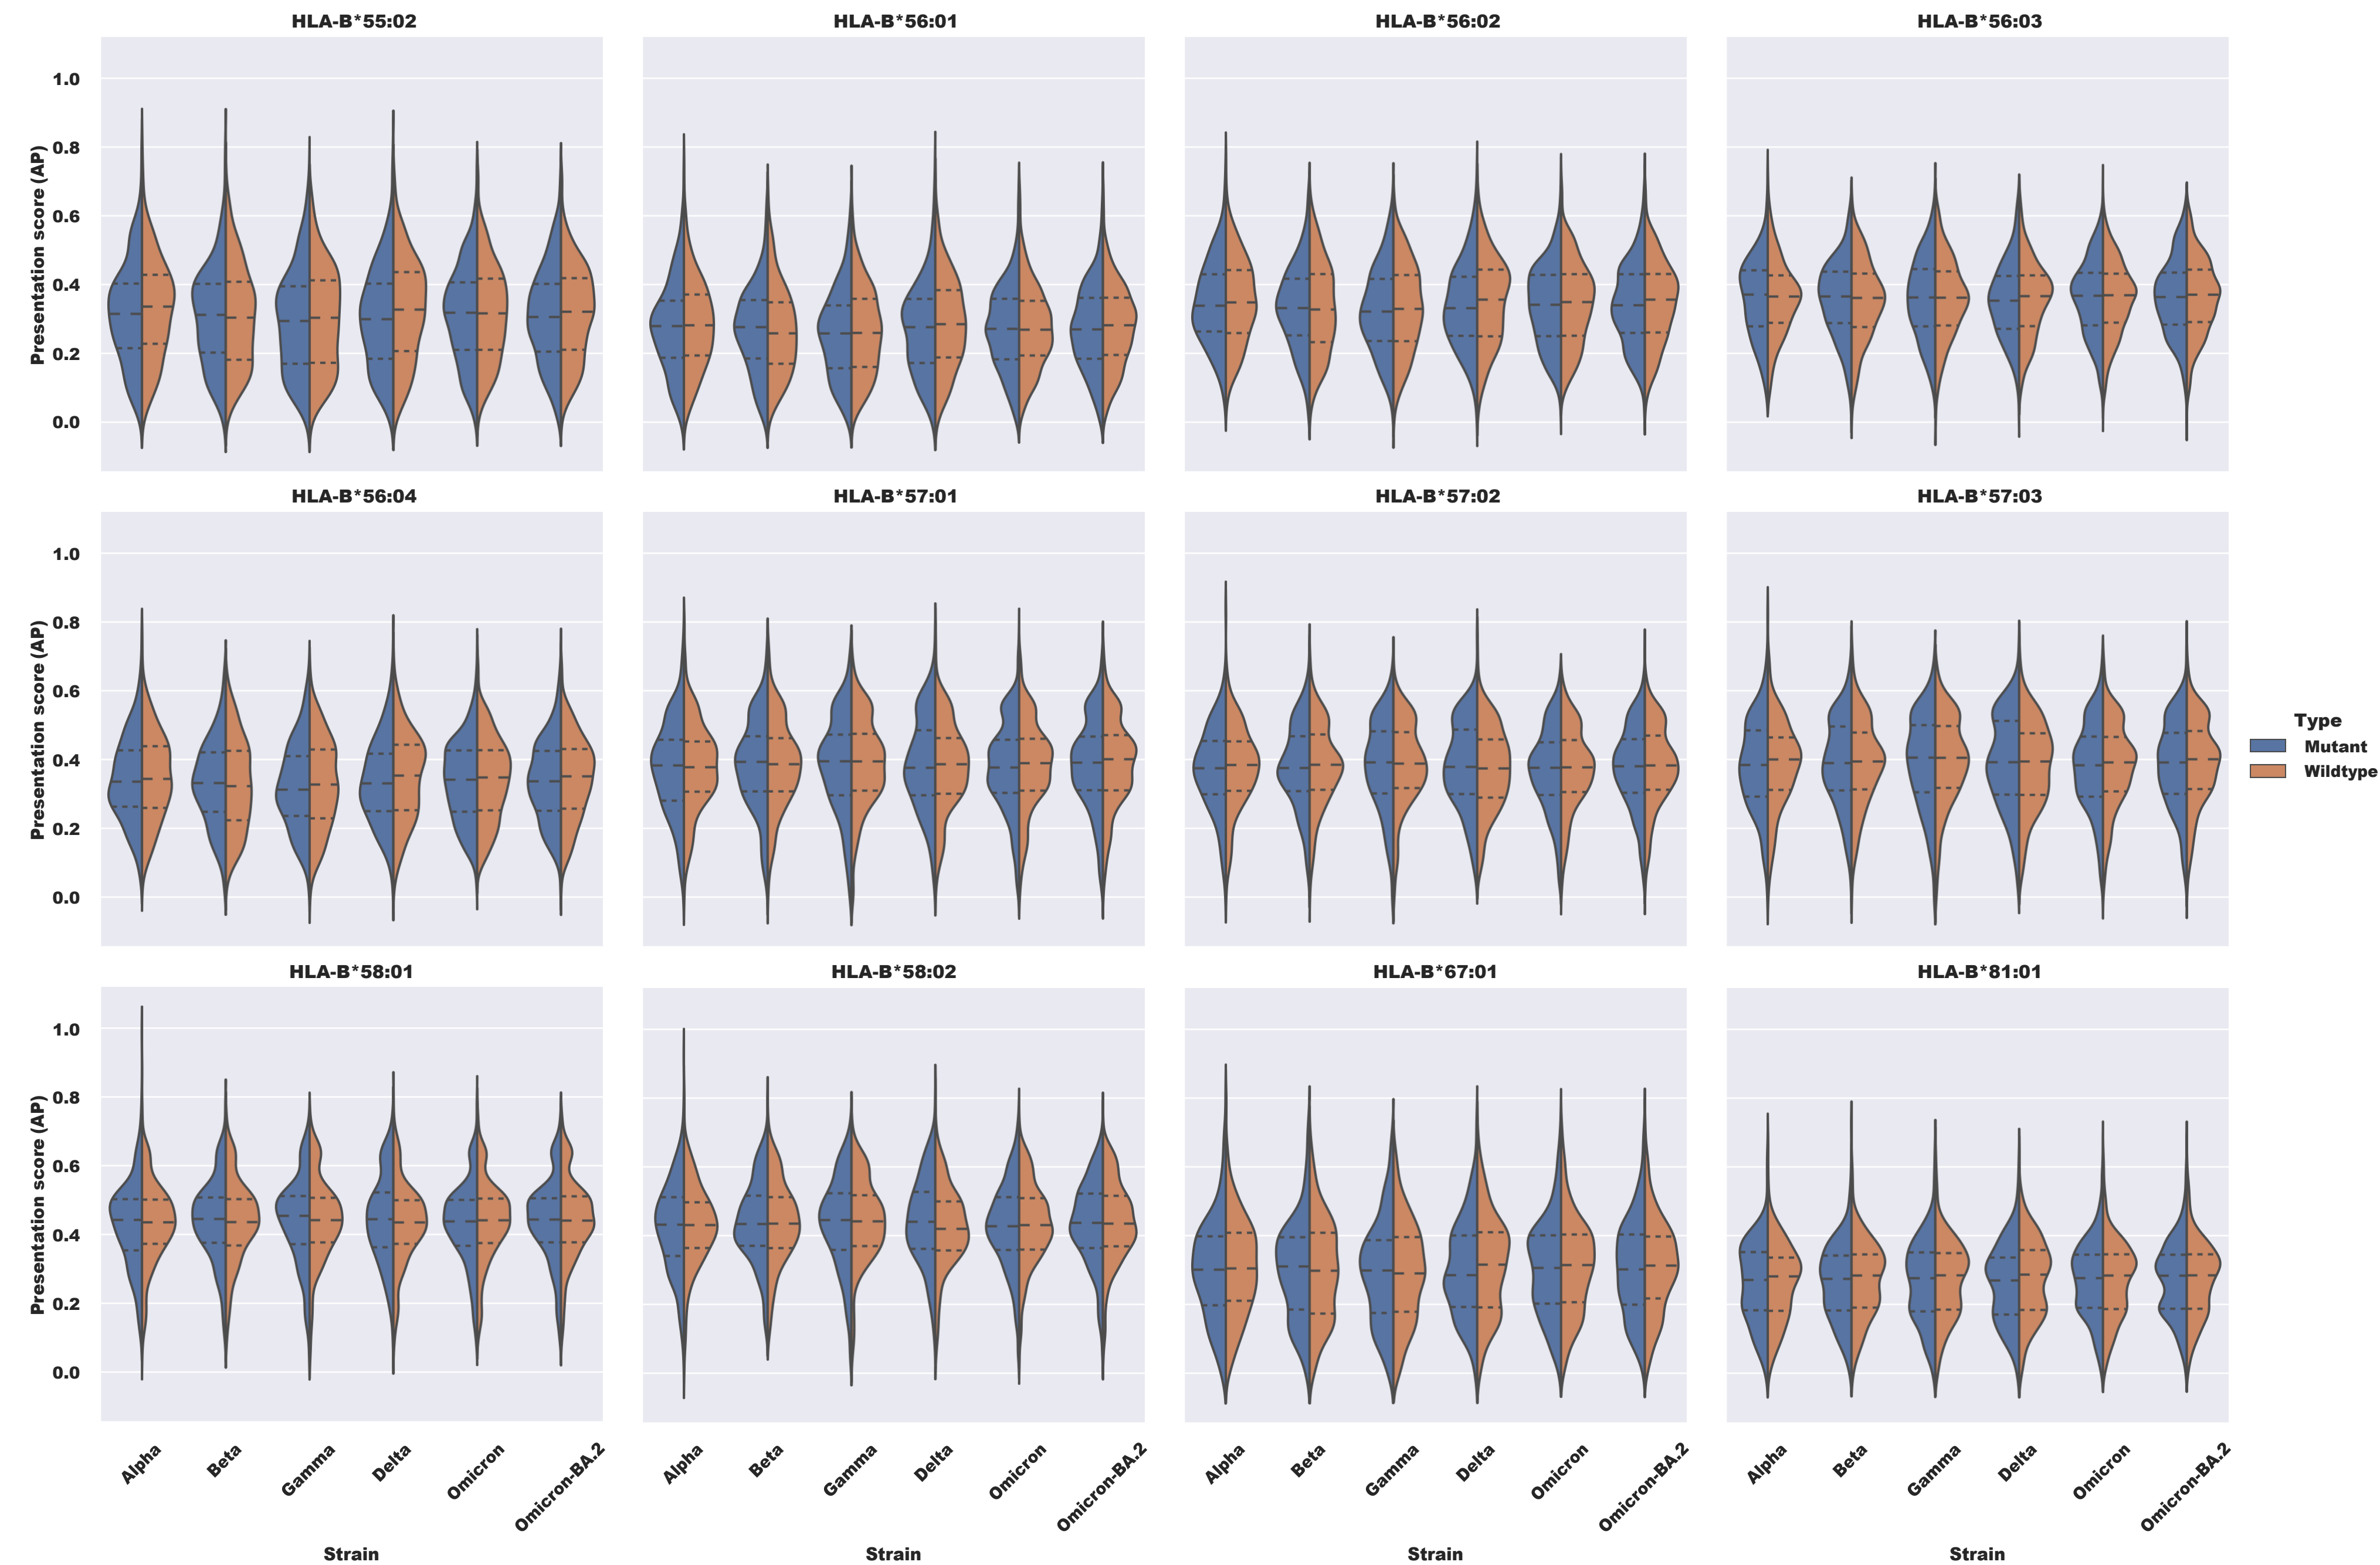 HLA-B*55:02
HLA-B*56:01
HLA-B*56:02
HLA-B*56:03
Presentation score (AP)
1.0
0.8
0.6
0.4
0.2
0.0
HLA-B*56:04
HLA-B*57:01
HLA-B*57:02
HLA-B*57:03
Presentation score (AP)
1.0
0.8
0.6
0.4
0.2
0.0
Type
Mutant
Wildtype
HLA-B*58:01
HLA-B*58:02
HLA-B*67:01
HLA-B*81:01
Presentation score (AP)
1.0
0.8
0.6
0.4
0.2
0.0
Alpha
Beta
Gamma
Delta
Omicron
Omicron-BA.2
Alpha
Beta
Gamma
Delta
Omicron
Omicron-BA.2
Alpha
Beta
Gamma
Delta
Omicron
Omicron-BA.2
Alpha
Beta
Gamma
Delta
Omicron
Omicron-BA.2
Strain
Strain
Strain
Strain